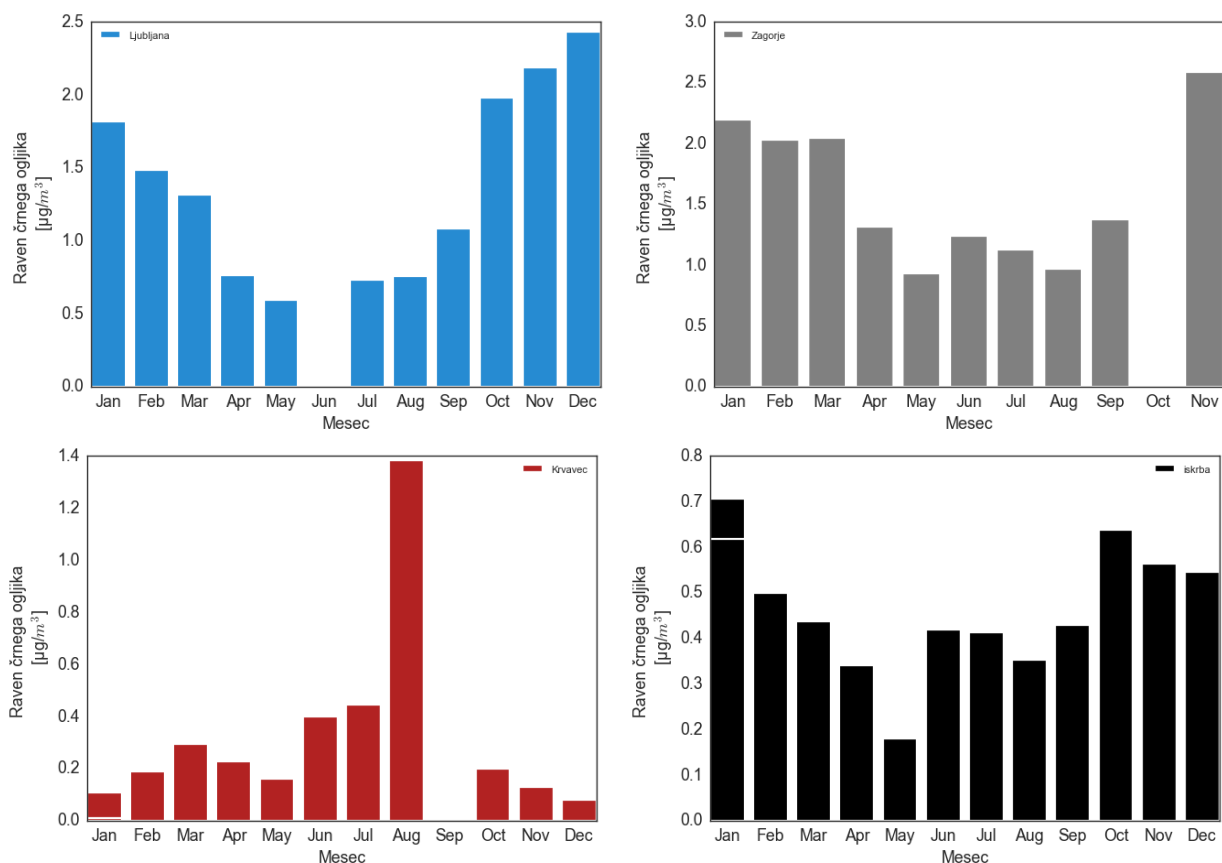 Ljubljana
Raven črnega ogljika
[µg/m³]
2.5
2.0
1.5
1.0
0.5
0.0
Jan Feb Mar Apr May Jun Jul Aug Sep Oct Nov Dec
Mesec
Zagorje
Raven črnega ogljika
[µg/m³]
3.0
2.5
2.0
1.5
1.0
0.5
0.0
Jan Feb Mar Apr May Jun Jul Aug Sep Oct Nov
Mesec
Krvavec
Raven črnega ogljika
[µg/m³]
1.4
1.2
1.0
0.8
0.6
0.4
0.2
0.0
Jan Feb Mar Apr May Jun Jul Aug Sep Oct Nov Dec
Mesec
iskrba
Raven črnega ogljika
[µg/m³]
0.8
0.7
0.6
0.5
0.4
0.3
0.2
0.1
0.0
Jan Feb Mar Apr May Jun Jul Aug Sep Oct Nov Dec
Mesec